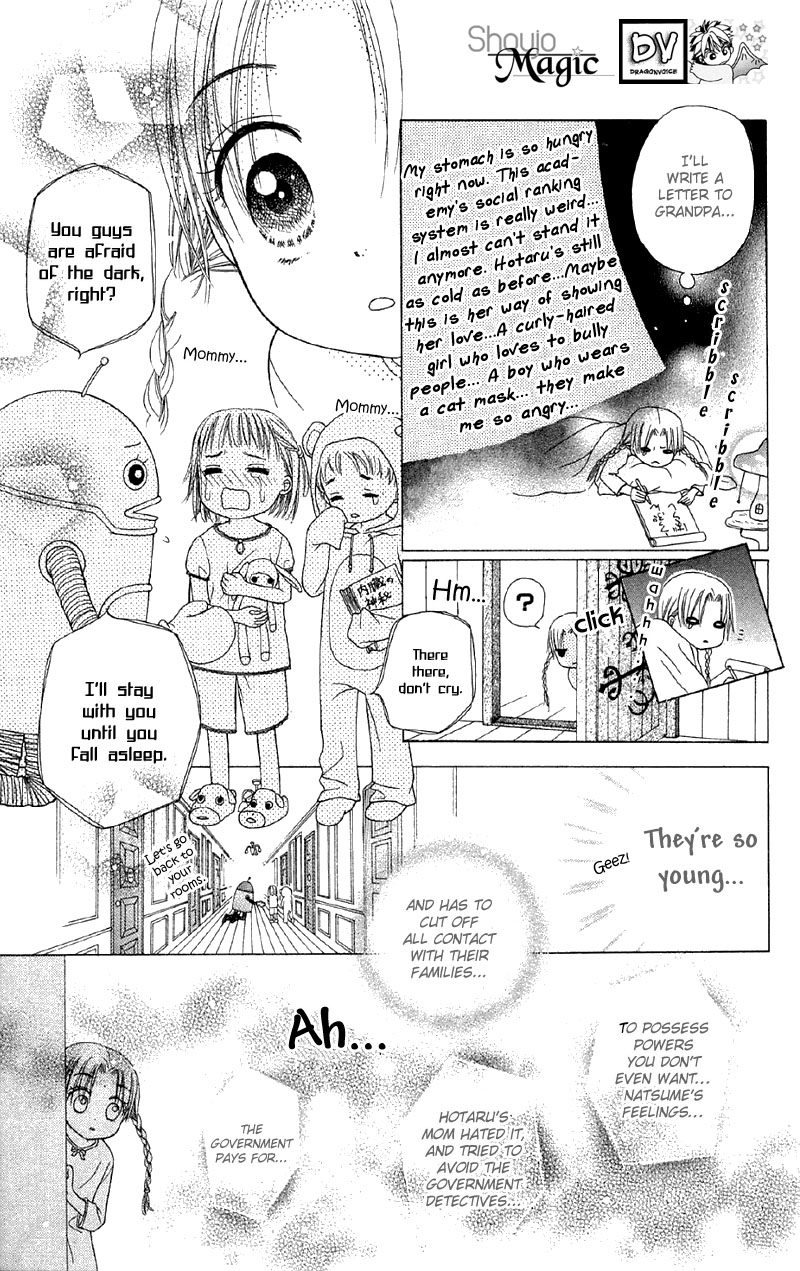 Shoujo
Magic
DV
DRAGONVOICE
I'LL
WRITE A
LETTER TO
GRANDPA...
My stomach is so hungry
right now. This acad-
emy's social ranking
system is really weird...
I almost can't stand it
anymore. Hotaru's still
as cold as before...Maybe
this is her way of showing
her love...A curly-haired
girl who loves to bully
people... A boy who wears
a cat mask... they make
me so angry...
scribble
scribble
wahhh
click
?
Hm...
There
there,
don't cry.
You guys
are afraid
of the dark,
right?
Mommy...
Mommy...
内臓の
神秘
I'll stay
with you
until you
fall asleep.
Let's go
back to
your
rooms.
They're so
young...
Geez!
AND HAS TO
CUT OFF
ALL CONTACT
WITH THEIR
FAMILIES...
Ah...
TO POSSESS
POWERS
YOU DON'T
EVEN WANT...
NATSUME'S
FEELINGS...
HOTARU'S
MOM HATED IT,
AND TRIED TO
AVOID THE
GOVERNMENT
DETECTIVES...
THE
GOVERNMENT
PAYS FOR...